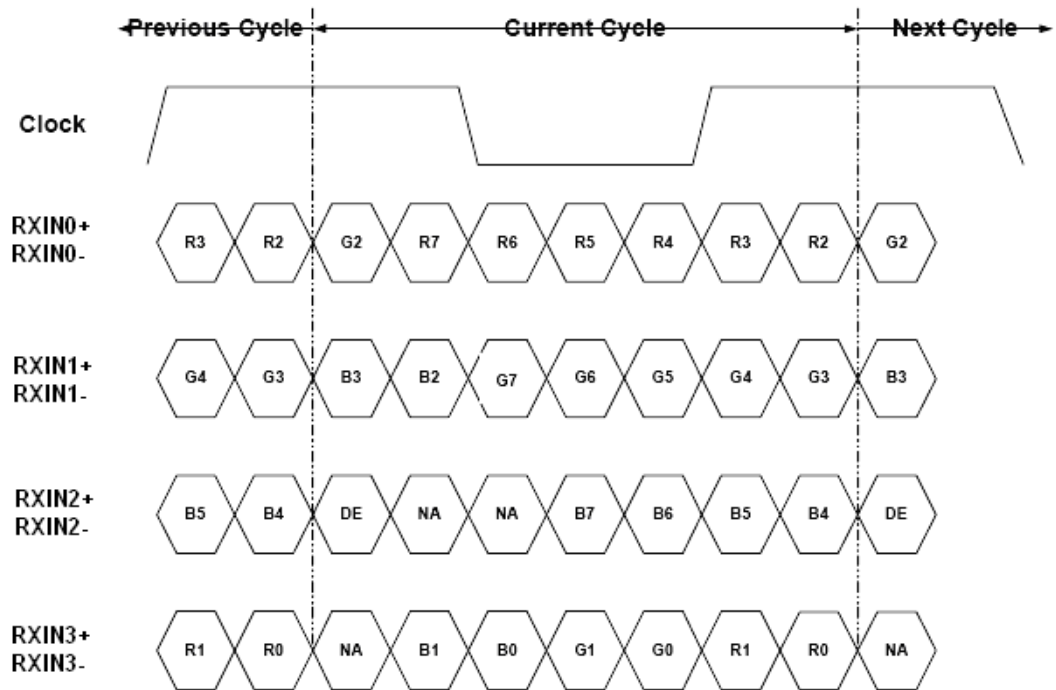 Previous Cycle Current Cycle Next Cycle
Clock
RXIN0+
RXIN0-
R3 R2 G2 R7 R6 R5 R4 R3 R2 G2
RXIN1+
RXIN1-
G4 G3 B3 B2 G7 G6 G5 G4 G3 B3
RXIN2+
RXIN2-
B5 B4 DE NA NA B7 B6 B5 B4 DE
RXIN3+
RXIN3-
R1 R0 NA B1 B0 G1 G0 R1 R0 NA